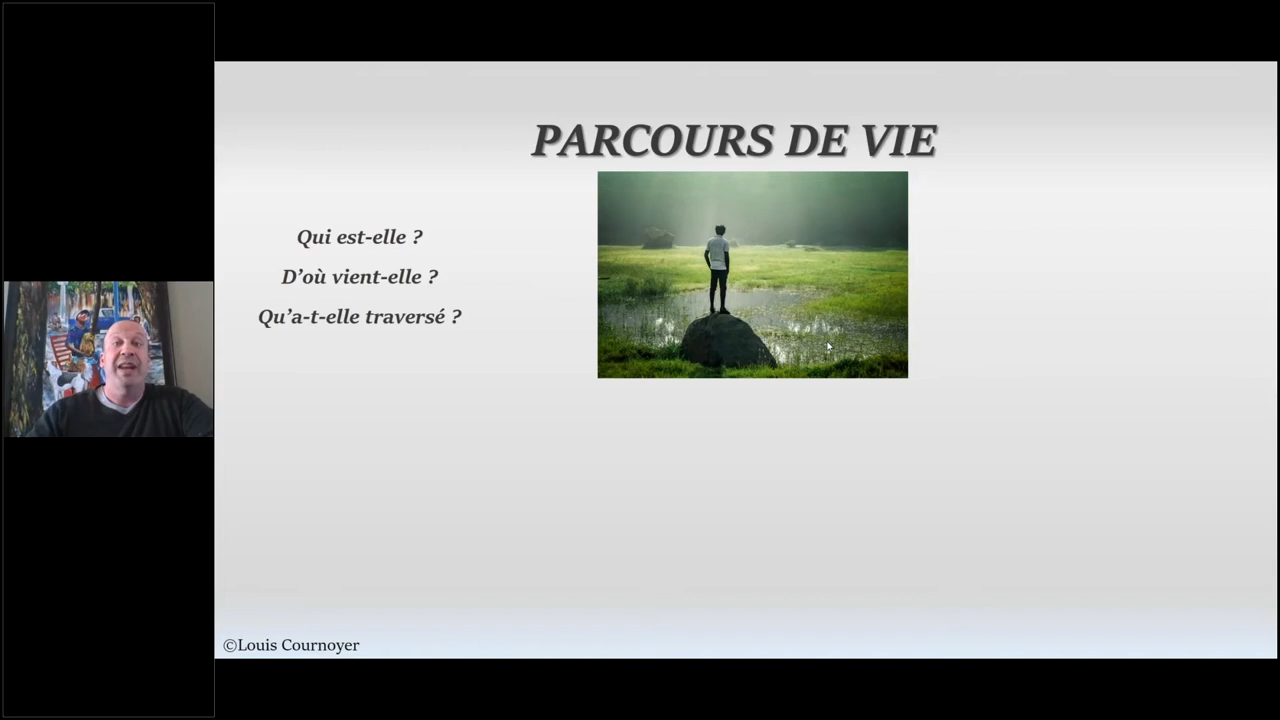 PARCOURS DE VIE
Qui est-elle ?
D’où vient-elle ?
Qu’a-t-elle traversé ?
©Louis Cournoyer